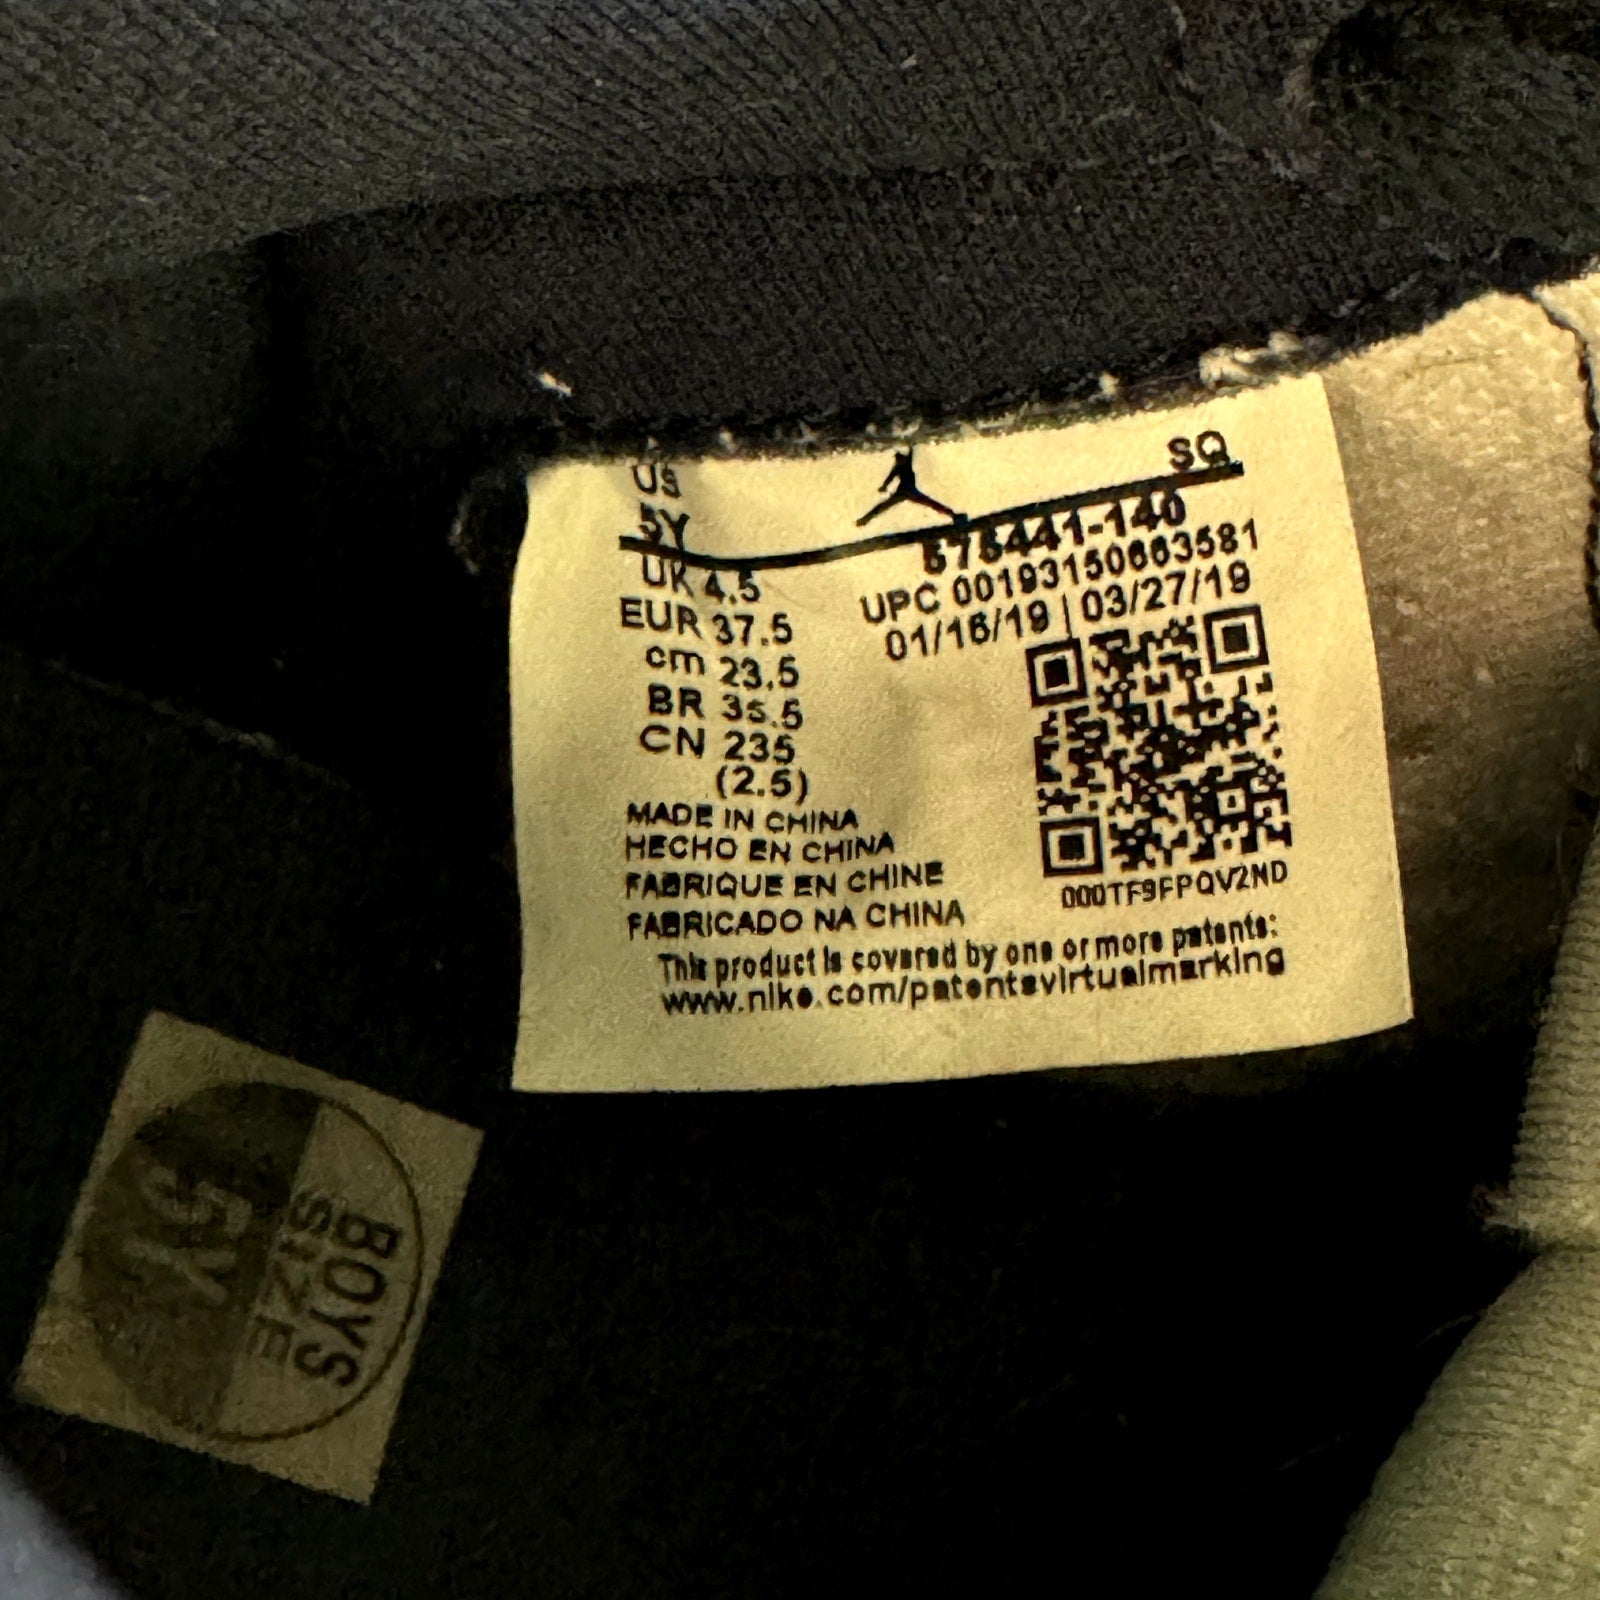 US
5Y
UK 4.5
EUR 37.5
cm 23.5
BR 35.5
CN 235
(2.5)
SQ
575441-140
UPC 00193150663581
01/16/19 | 03/27/19
000TF9FPQV2ND
MADE IN CHINA
HECHO EN CHINA
FABRIQUE EN CHINE
FABRICADO NA CHINA
This product is covered by one or more patents:
www.nike.com/patentsvirtualmarking
BOYS
SIZE
5Y